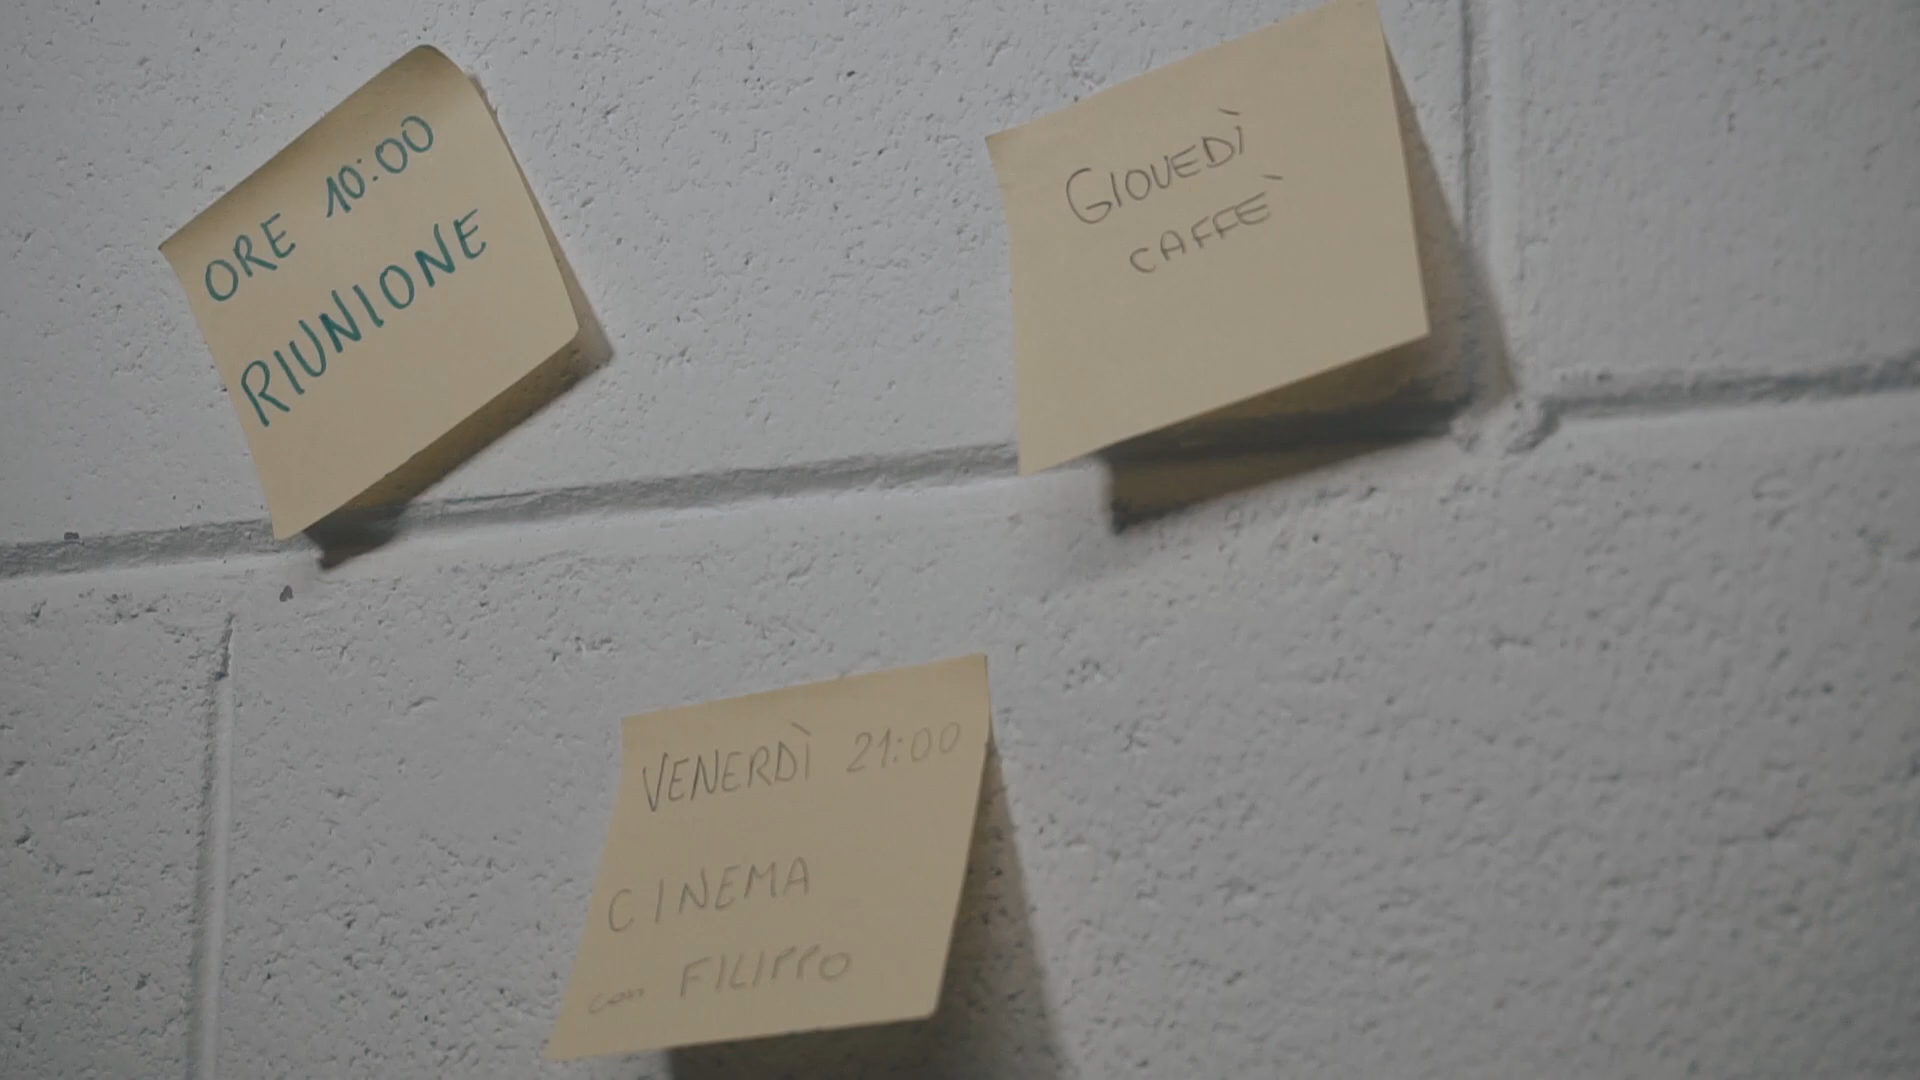 ORE 10:00
RIUNIONE
GIOVEDÌ
CAFFÈ
VENERDÌ 21:00
CINEMA
con FILIPPO